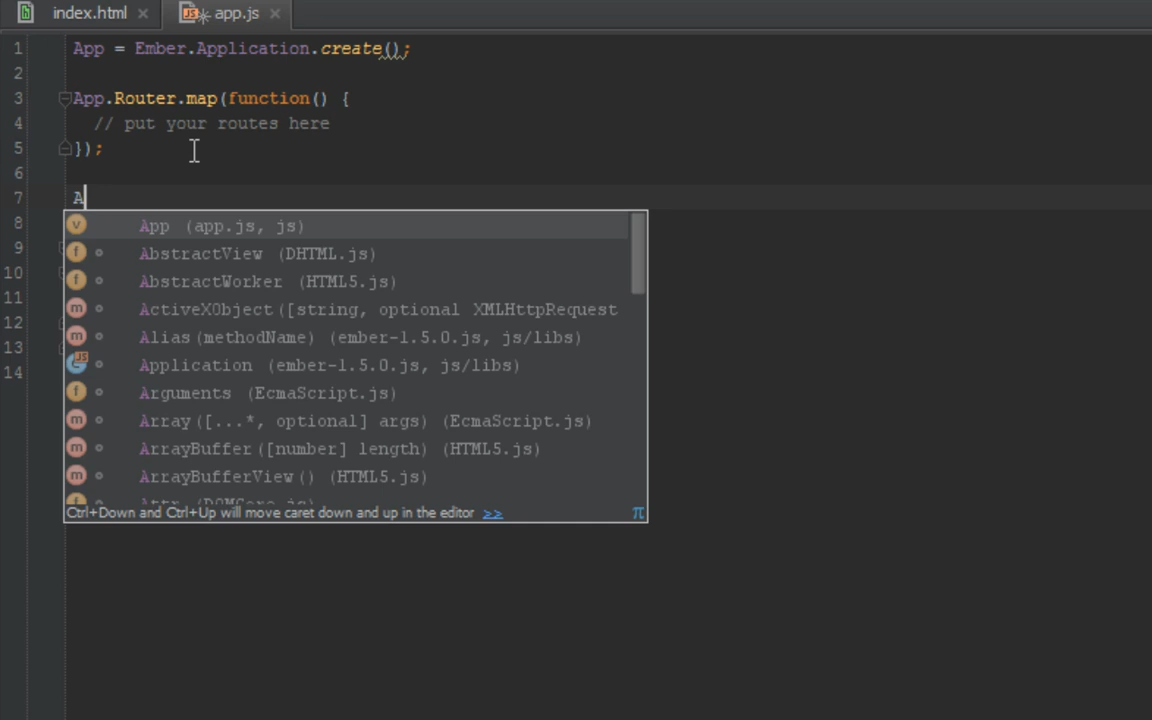 index.html
app.js
1 App = Ember.Application.create();
2
3 App.Router.map(function() {
4 // put your routes here
5 });
6
7 A
8
9
10
11
12
13
14
App (app.js, js)
AbstractView (DHTML.js)
AbstractWorker (HTML5.js)
ActiveXObject([string, optional XMLHttpRequest
Alias(methodName) (ember-1.5.0.js, js/libs)
Application (ember-1.5.0.js, js/libs)
Arguments (EcmaScript.js)
Array([...*, optional] args) (EcmaScript.js)
ArrayBuffer([number] length) (HTML5.js)
ArrayBufferView() (HTML5.js)
Attr (DOMCore.js)
Ctrl+Down and Ctrl+Up will move caret down and up in the editor >> π